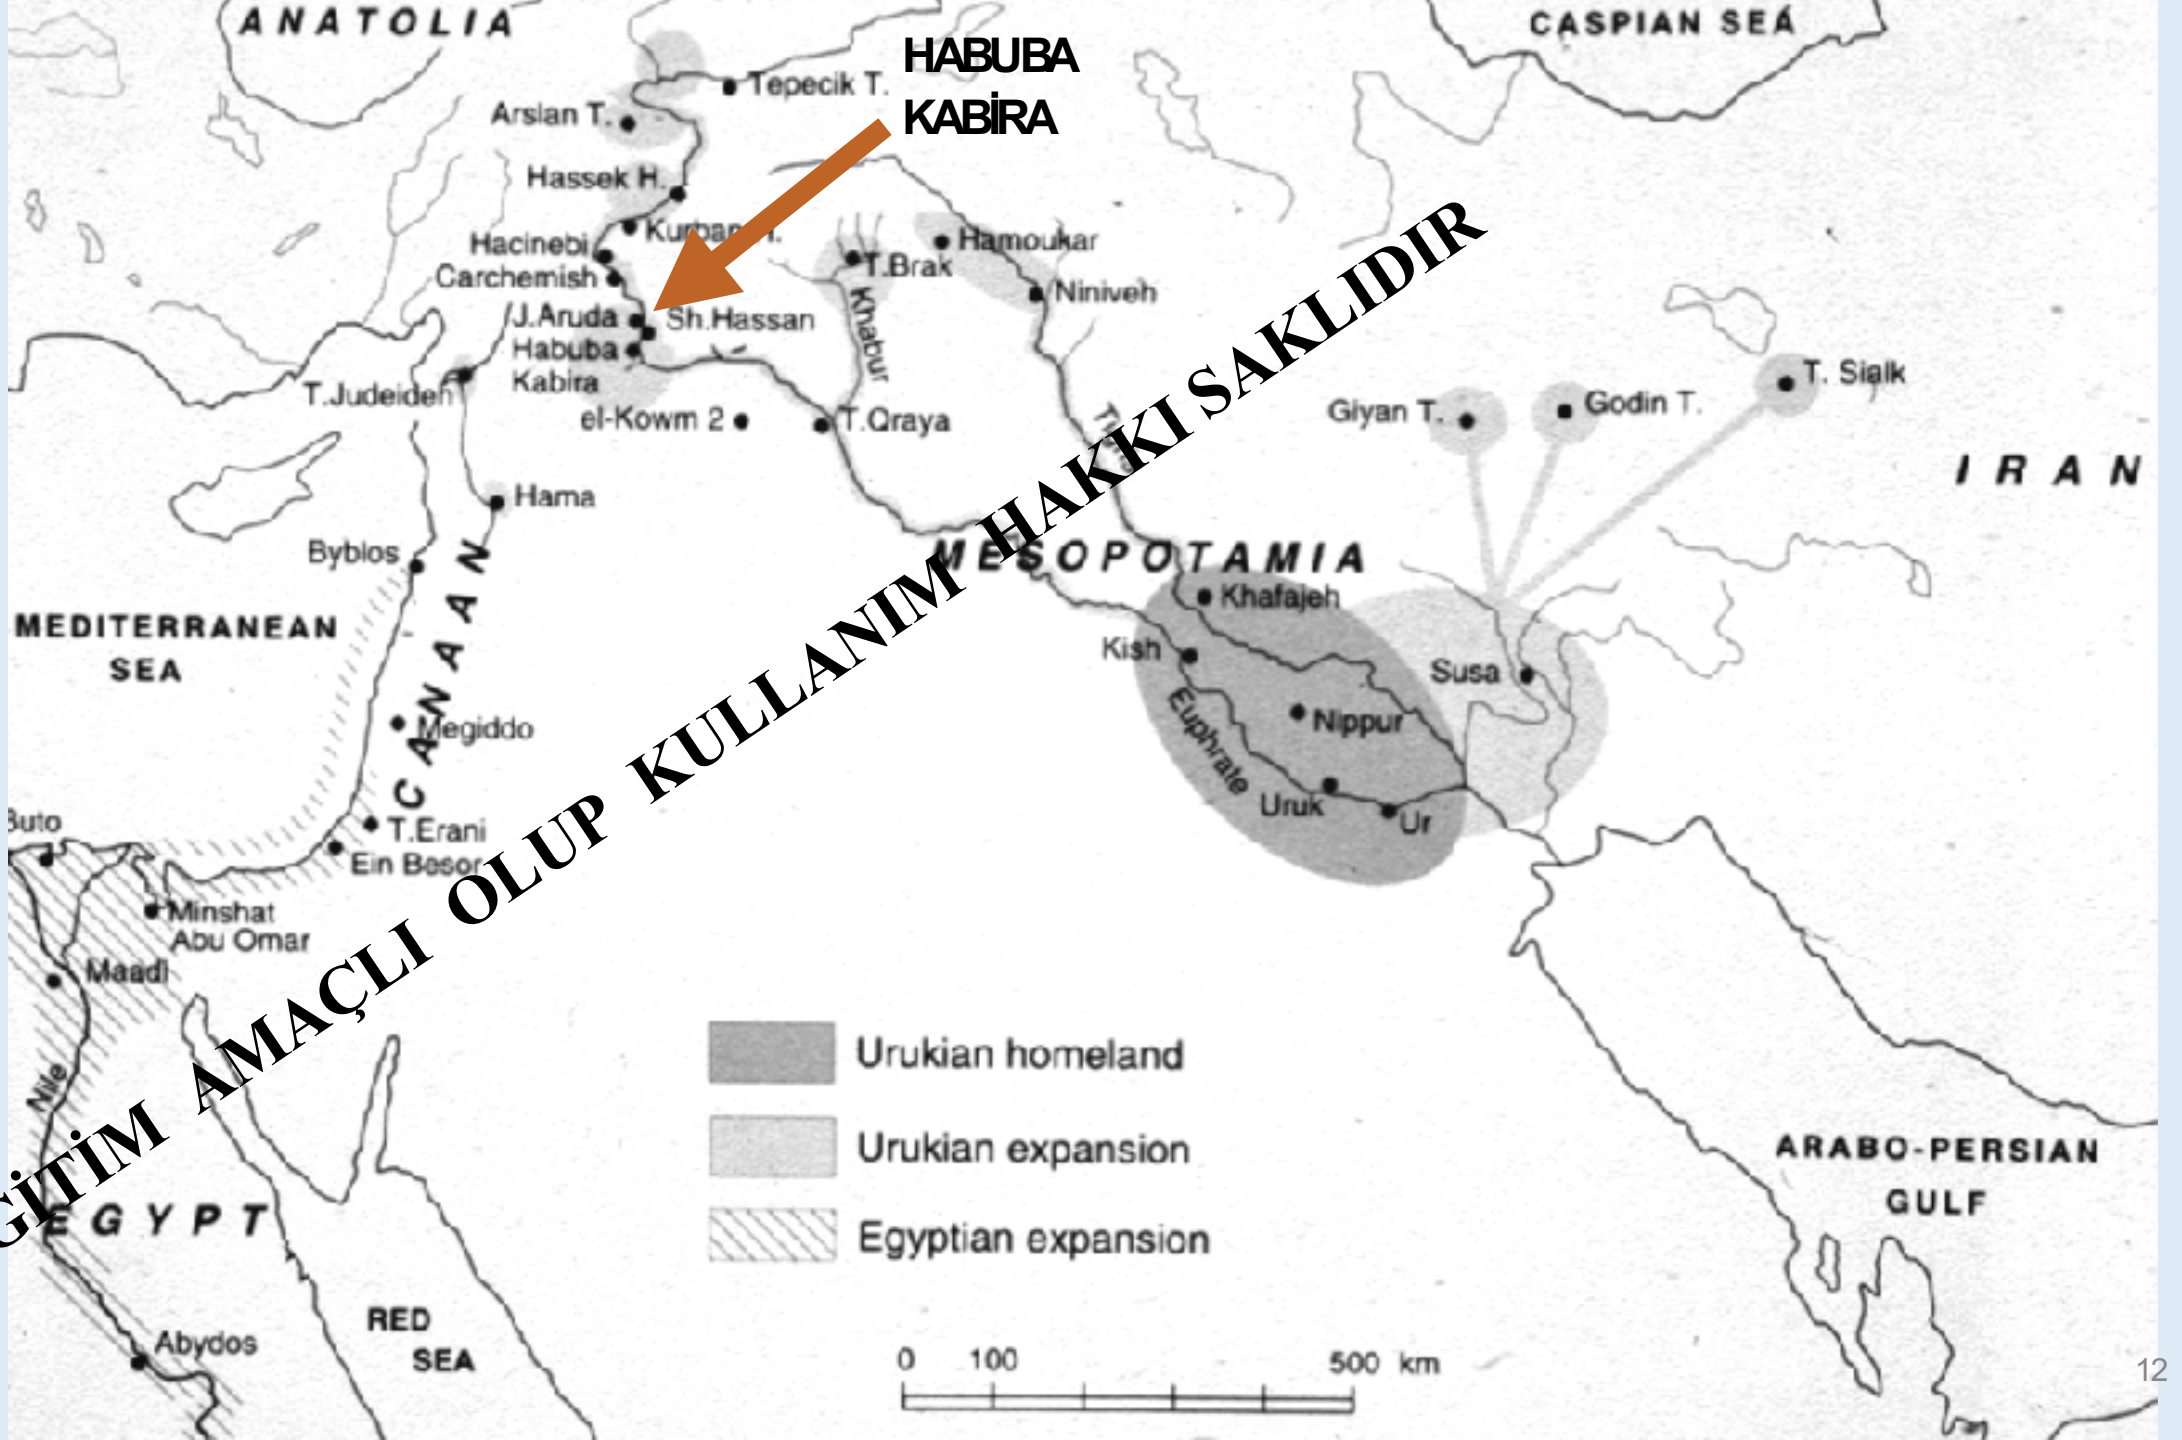 ANATOLIA
CASPIAN SEA
HABUBA
KABİRA
Tepecik T.
Arslan T.
Hassek H.
Hacinebi
Carchemish
Hamoukar
T.Brak
Niniveh
J.Aruda
Sh.Hassan
Khabur
Habuba
Kabira
T.Judeideh
el-Kowm 2
T.Qraya
Giyan T.
Godin T.
T. Sialk
IRAN
Hama
Byblos
MESOPOTAMIA
CANAAN
MEDITERRANEAN
SEA
Khafajeh
Kish
Susa
Euphrate
Nippur
Uruk
Ur
Megiddo
T.Erani
Ein Besor
Minshat
Abu Omar
Maadi
Nile
EGYPT
Abydos
RED
SEA
ARABO-PERSIAN
GULF
Urukian homeland
Urukian expansion
Egyptian expansion
0 100 500 km
AMAÇLI OLUP KULLANIM HAKKI SAKLIDIR
12